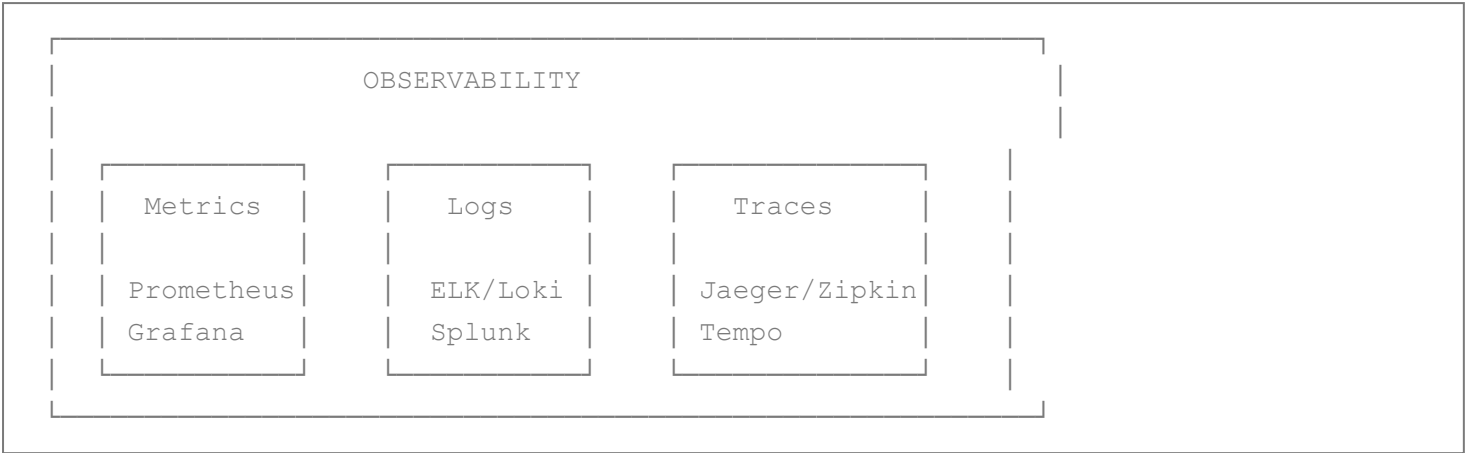 OBSERVABILITY
Metrics Logs Traces
Prometheus ELK/Loki Jaeger/Zipkin
Grafana Splunk Tempo